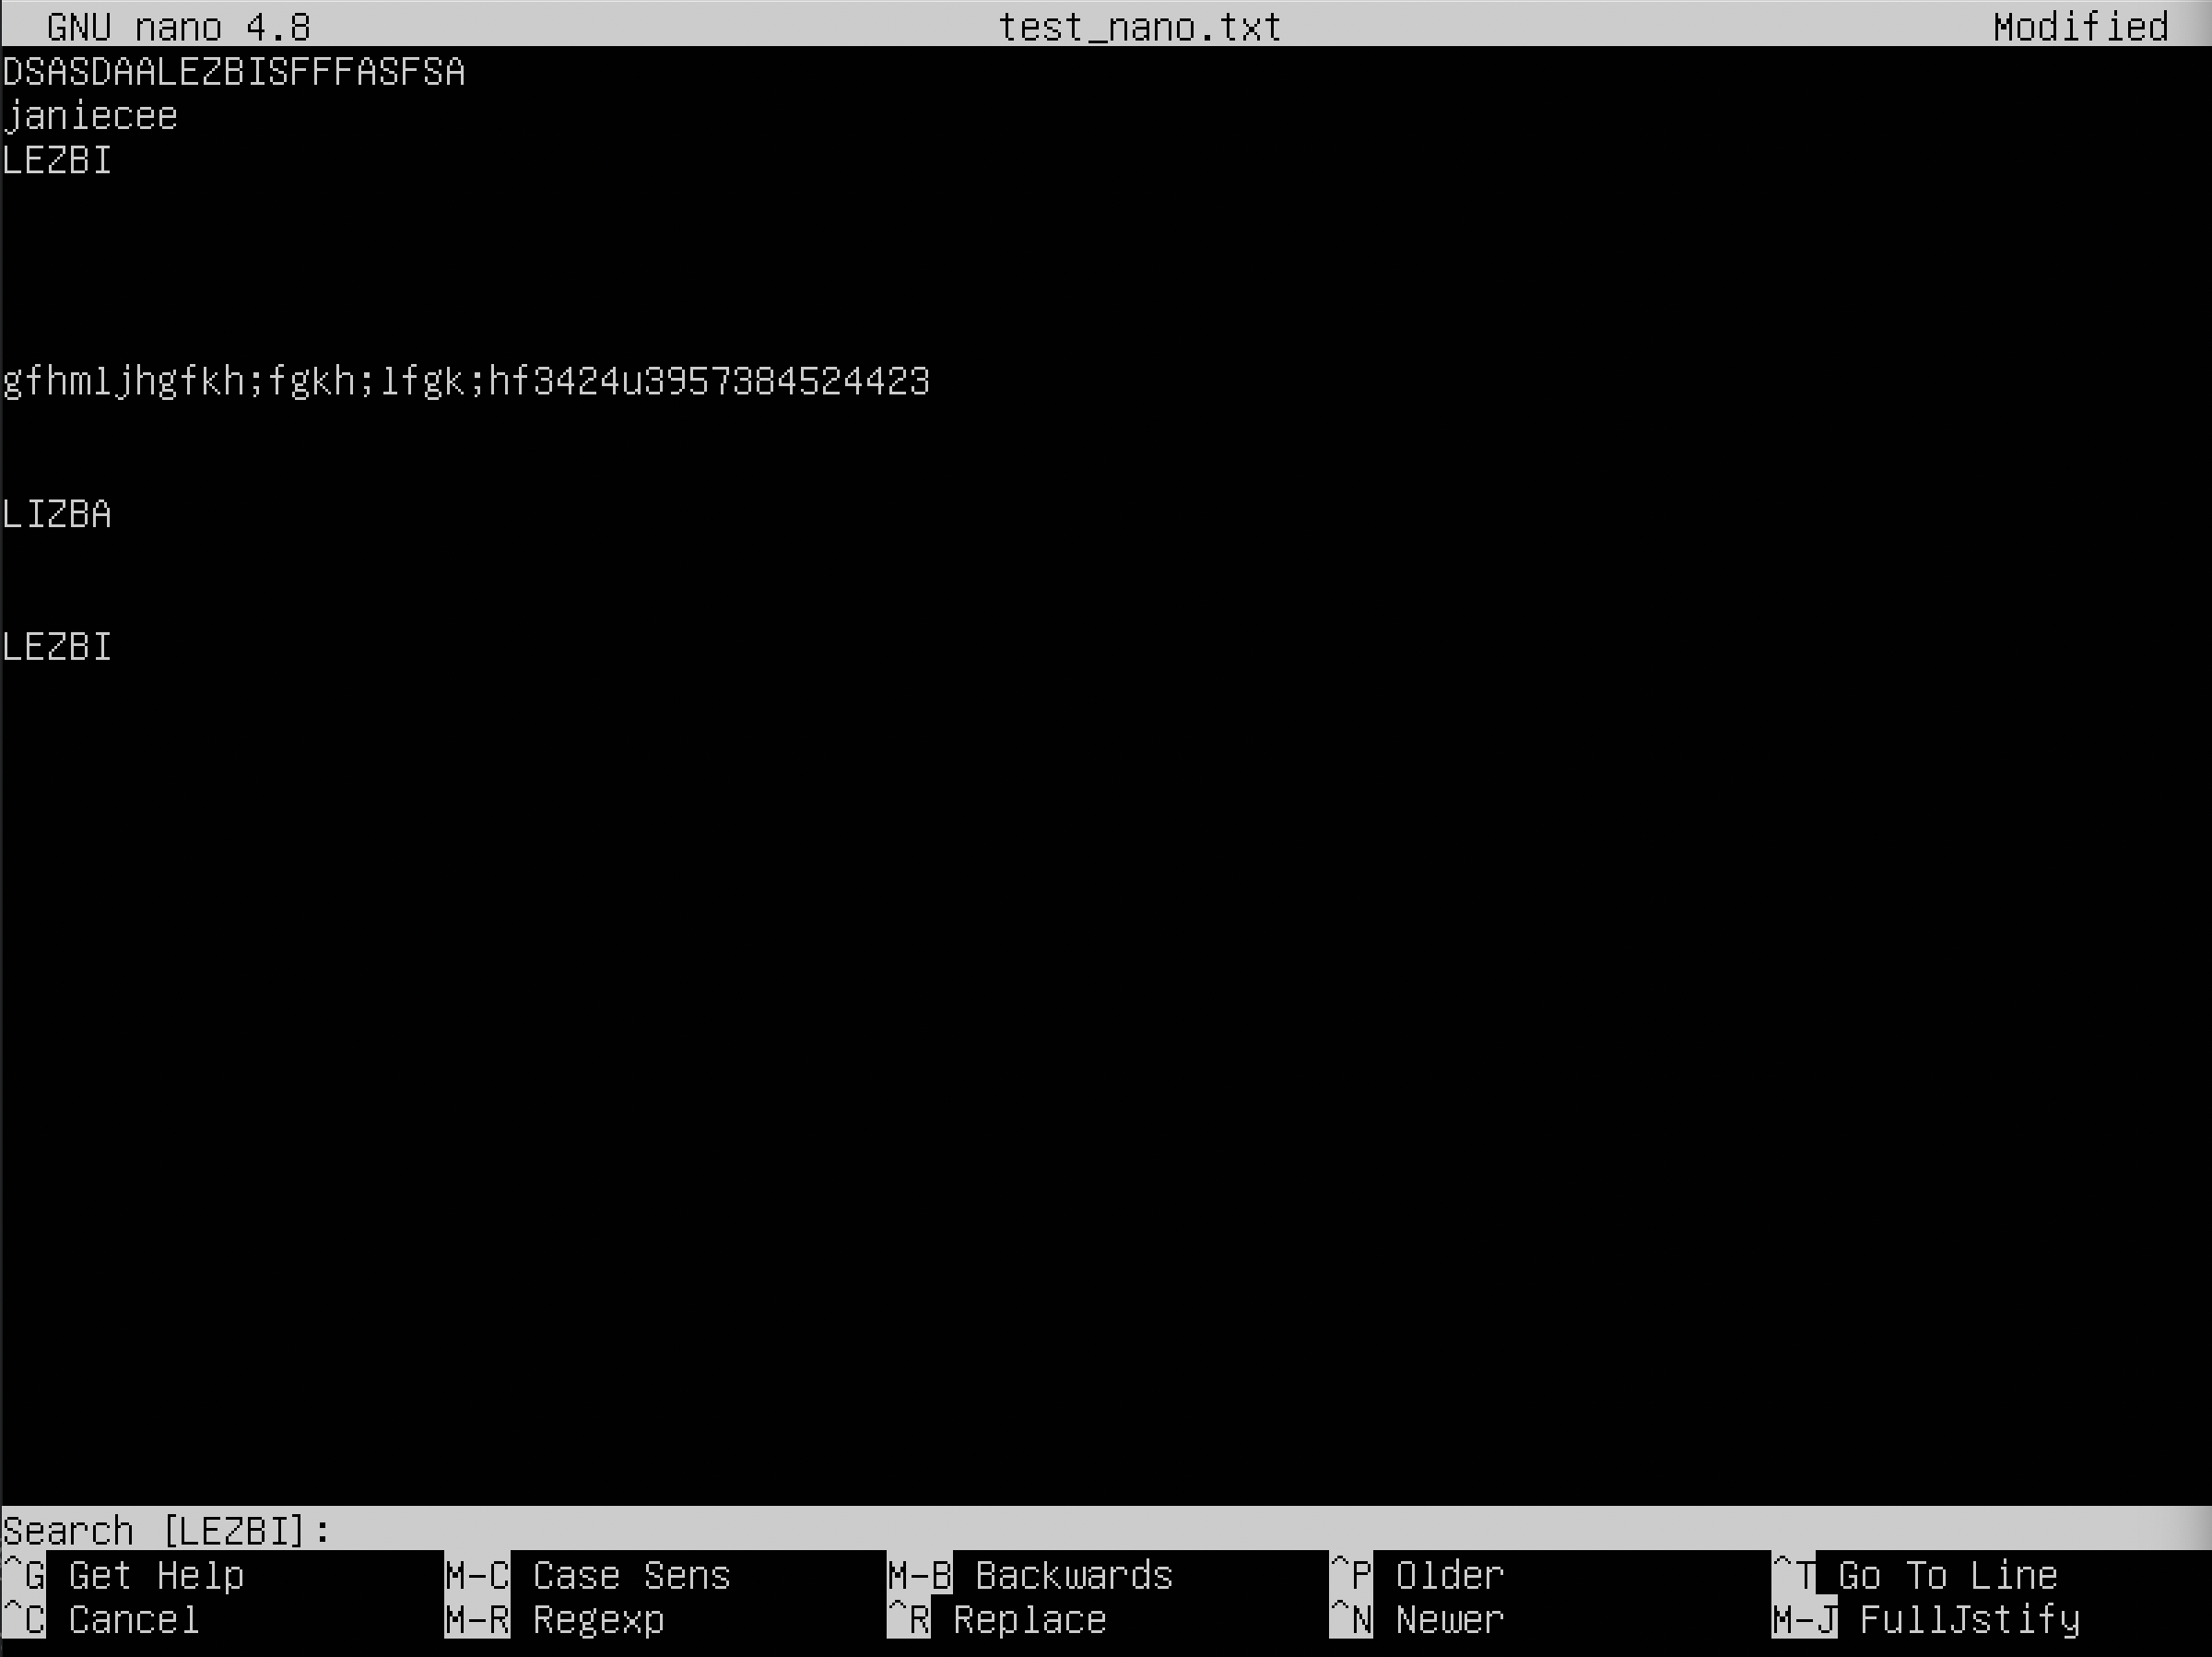 GNU nano 4.8 test_nano.txt Modified
DSASDAALEZBISFFFASFSA
janiecee
LEZBI
gfhmljhgfkh;fgkh;lfgk;hf3424u3957384524423
LIZBA
LEZBI
Search [LEZBI]:
^G Get Help M-C Case Sens M-B Backwards ^P Older ^T Go To Line
^C Cancel M-R Regexp ^R Replace ^N Newer M-J FullJstify